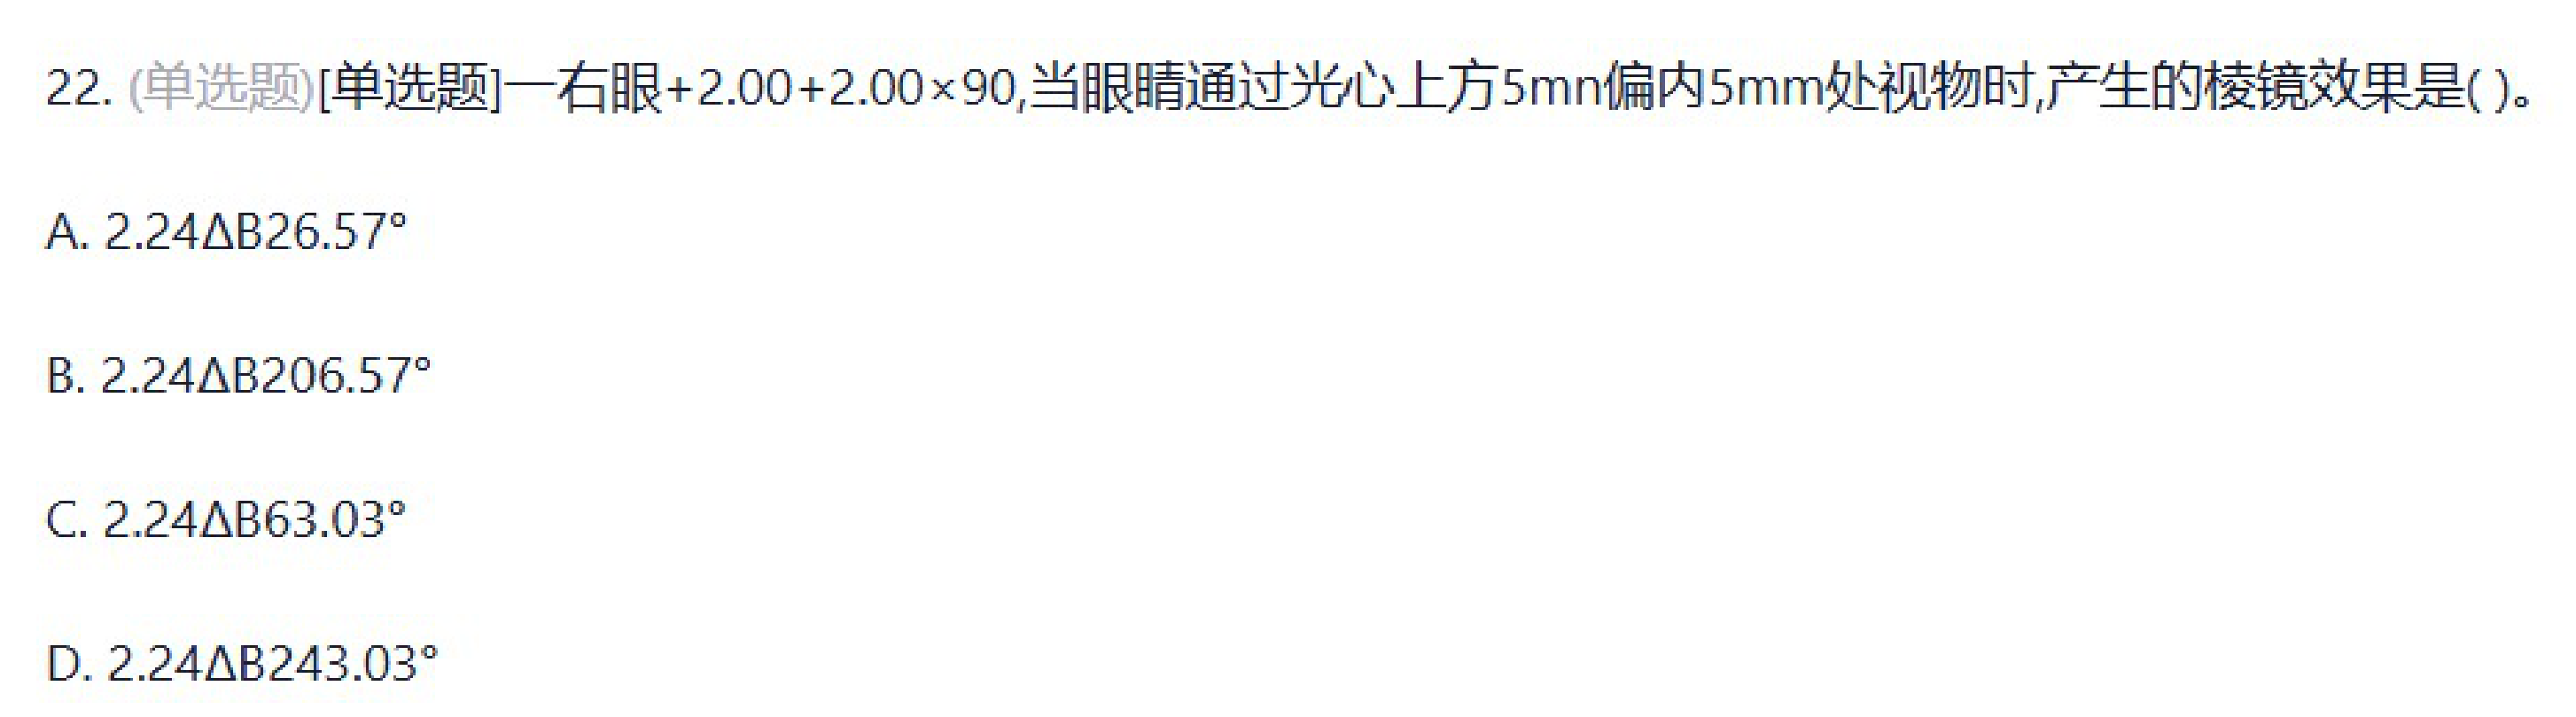 22. (单选题)[单选题]一右眼+2.00+2.00×90,当眼睛通过光心上方5mn偏内5mm处视物时,产生的棱镜效果是( )。
A. 2.24ΔB26.57°
B. 2.24ΔB206.57°
C. 2.24ΔB63.03°
D. 2.24ΔB243.03°